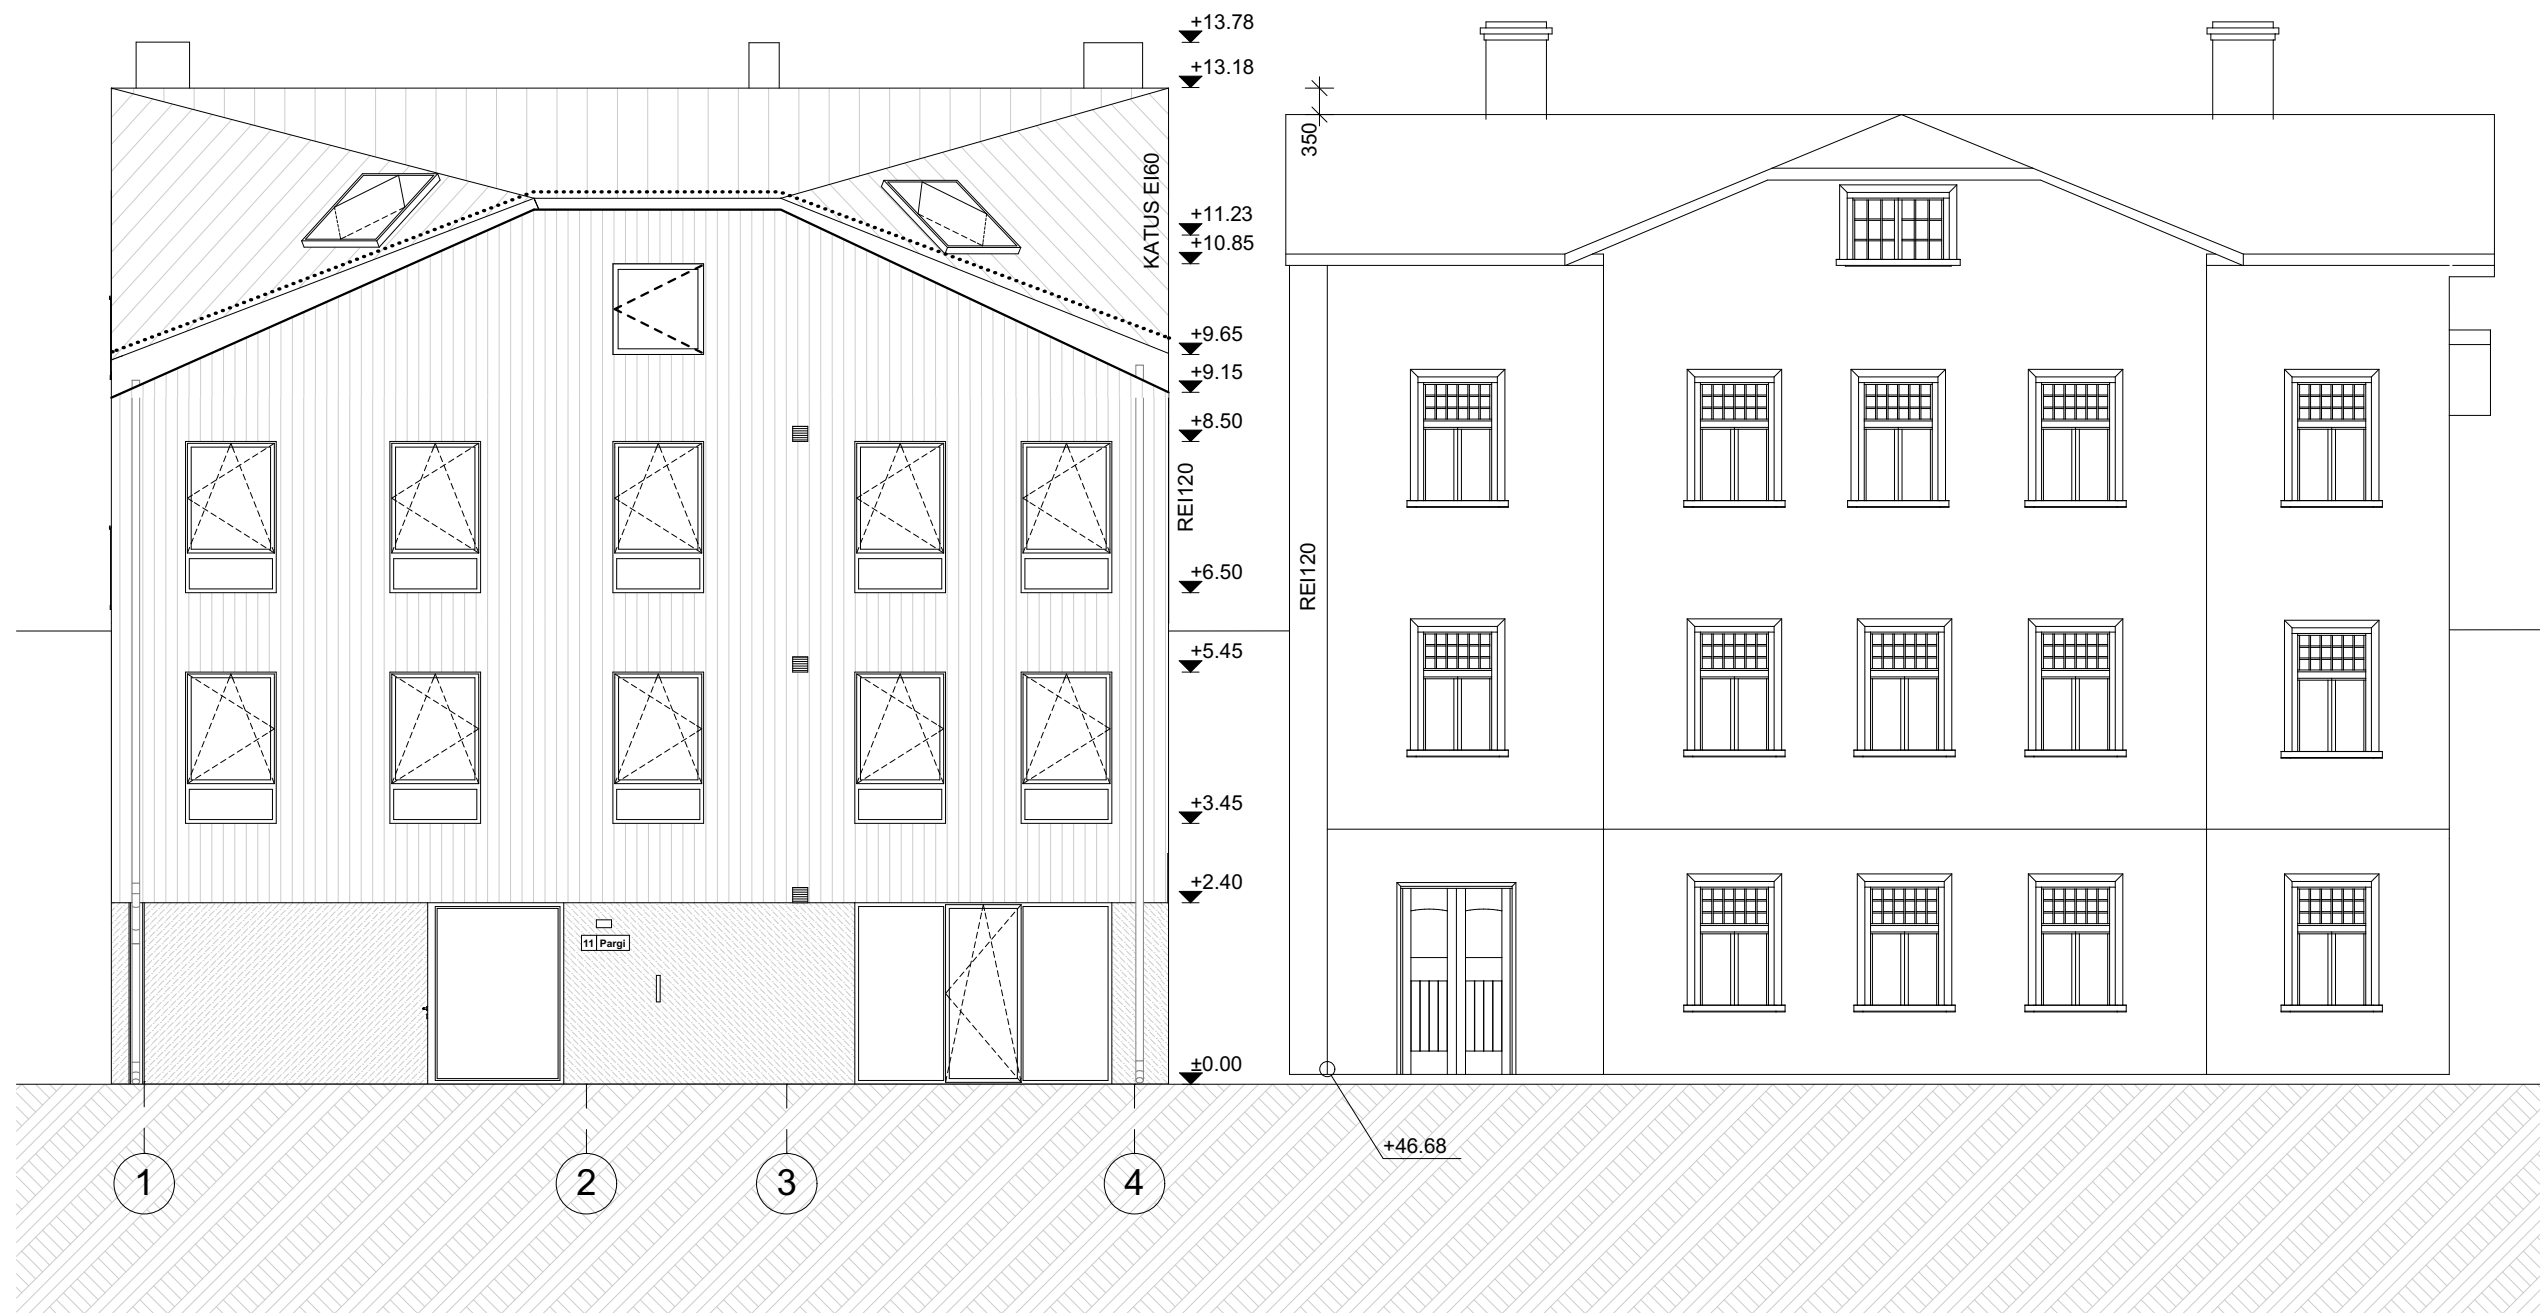 +13.78
+13.18
350
KATUS EI60
+11.23
+10.85
+9.65
+9.15
+8.50
REI120
+6.50
REI120
+5.45
+3.45
+2.40
11 Pargi
±0.00
+46.68
1 2 3 4